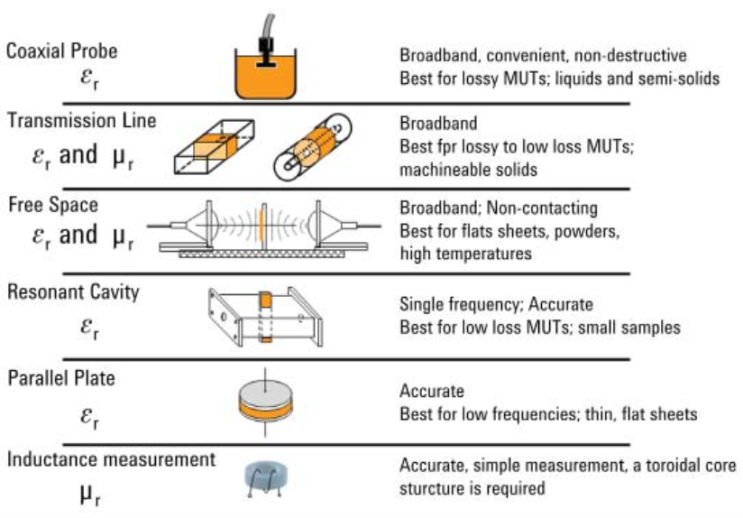 Coaxial Probe
εr
Broadband, convenient, non-destructive
Best for lossy MUTs; liquids and semi-solids
Transmission Line
εr and μr
Broadband
Best fpr lossy to low loss MUTs;
machineable solids
Free Space
εr and μr
Broadband; Non-contacting
Best for flats sheets, powders,
high temperatures
Resonant Cavity
εr
Single frequency; Accurate
Best for low loss MUTs; small samples
Parallel Plate
εr
Accurate
Best for low frequencies; thin, flat sheets
Inductance measurement
μr
Accurate, simple measurement, a toroidal core
sturcture is required